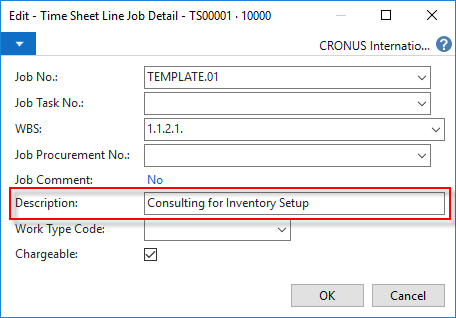 Edit - Time Sheet Line Job Detail - TS00001 · 10000
CRONUS Internatio... ?
Job No.: TEMPLATE.01
Job Task No.:
WBS: 1.1.2.1.
Job Procurement No.:
Job Comment: No
Description: Consulting for Inventory Setup
Work Type Code:
Chargeable:
OK Cancel